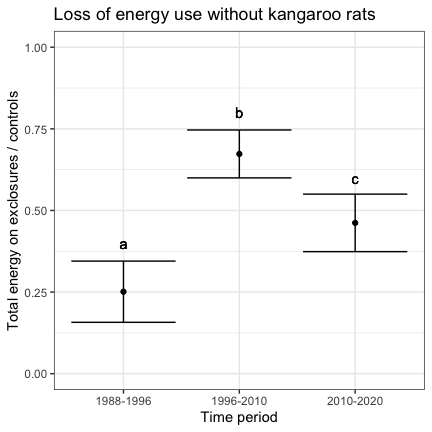 Loss of energy use without kangaroo rats
Total energy on exclosures / controls
1.00
0.75
0.50
0.25
0.00
a
b
c
1988-1996
1996-2010
2010-2020
Time period